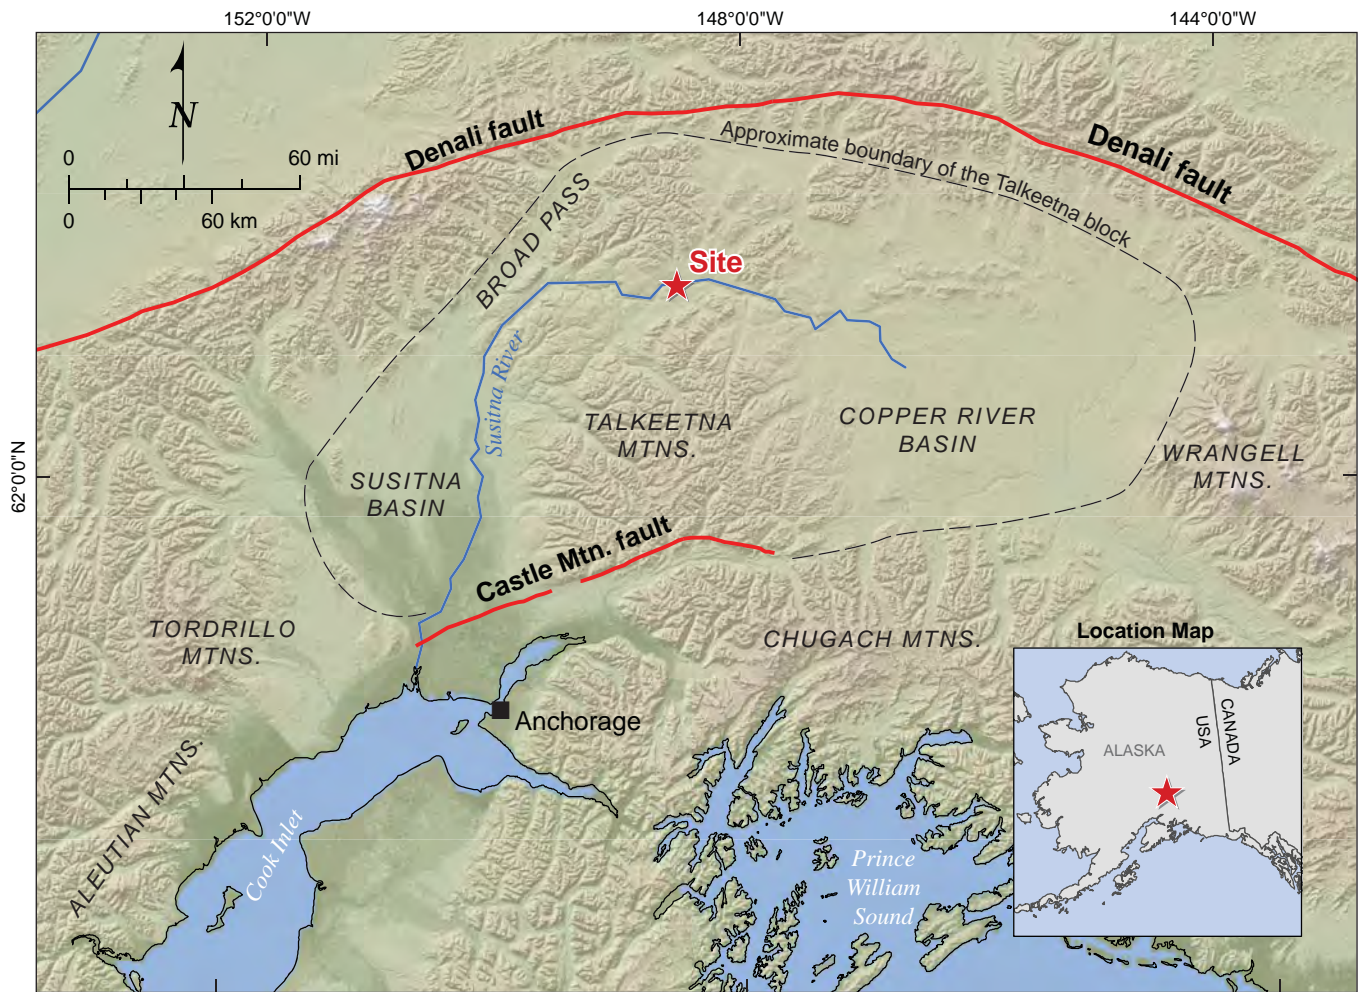 152°0'0"W
148°0'0"W
144°0'0"W
N
0
60 mi
0
60 km
Denali fault
Denali fault
Approximate boundary of the Talkeetna block
BROAD PASS
Site
Susitna River
TALKEETNA
MTNS.
COPPER RIVER
BASIN
WRANGELL
MTNS.
62°0'0"N
SUSITNA
BASIN
Castle Mtn. fault
TORDRILLO
MTNS.
CHUGACH MTNS.
Location Map
Anchorage
ALEUTIAN MTNS.
Cook Inlet
Prince
William
Sound
ALASKA
USA
CANADA